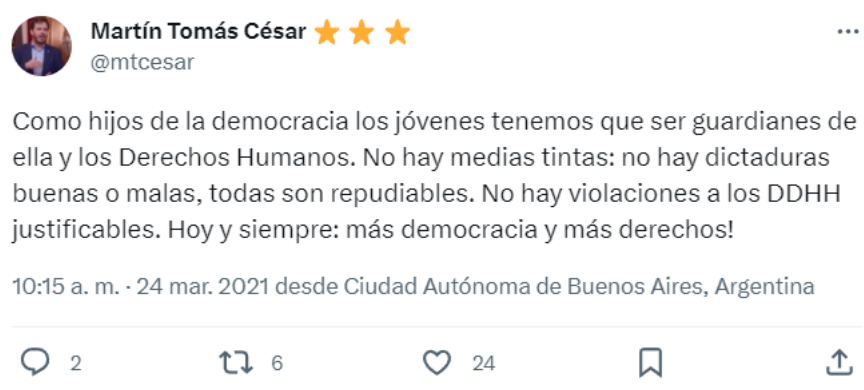 Martín Tomás César ⭐ ⭐ ⭐
@mtcesar
Como hijos de la democracia los jóvenes tenemos que ser guardianes de
ella y los Derechos Humanos. No hay medias tintas: no hay dictaduras
buenas o malas, todas son repudiables. No hay violaciones a los DDHH
justificables. Hoy y siempre: más democracia y más derechos!
10:15 a. m. · 24 mar. 2021 desde Ciudad Autónoma de Buenos Aires, Argentina
2 6 24